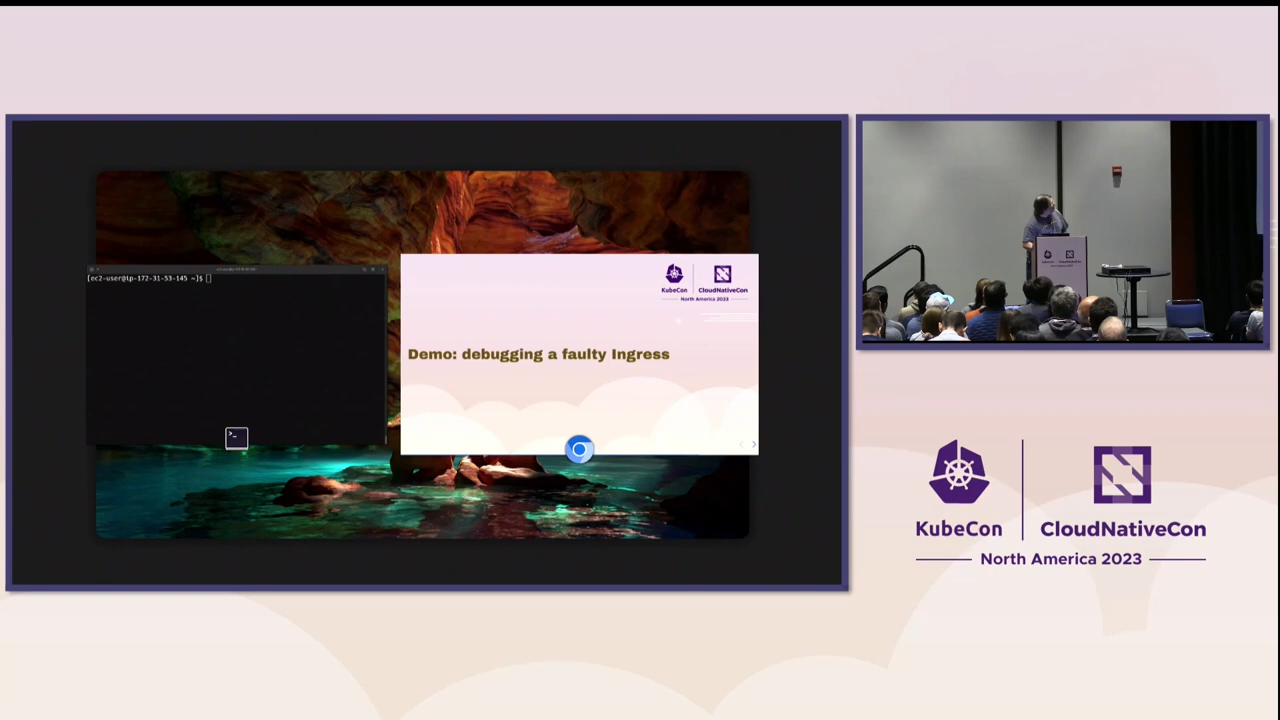 [ec2-user@ip-172-31-53-145 ~]$
>_
KubeCon
CloudNativeCon
North America 2023
Demo: debugging a faulty Ingress
KubeCon
CloudNativeCon
North America 2023